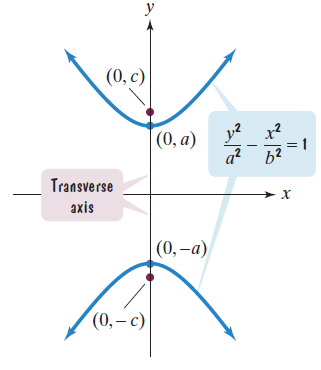 y
(0, c)
(0, a)
y²/a² − x²/b² = 1
Transverse
axis
x
(0, −a)
(0, − c)